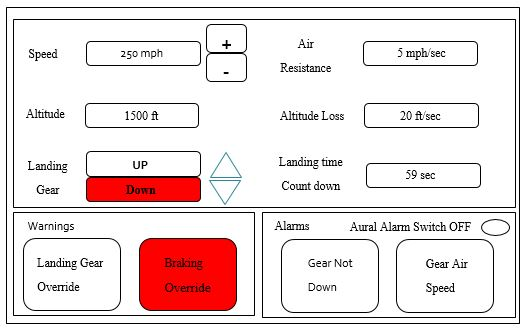 Speed
250 mph
+
-
Air
Resistance
5 mph/sec
Altitude
1500 ft
Altitude Loss
20 ft/sec
Landing
Gear
UP
Down
Landing time
Count down
59 sec
Warnings
Landing Gear
Override
Braking
Override
Alarms
Aural Alarm Switch OFF
Gear Not
Down
Gear Air
Speed